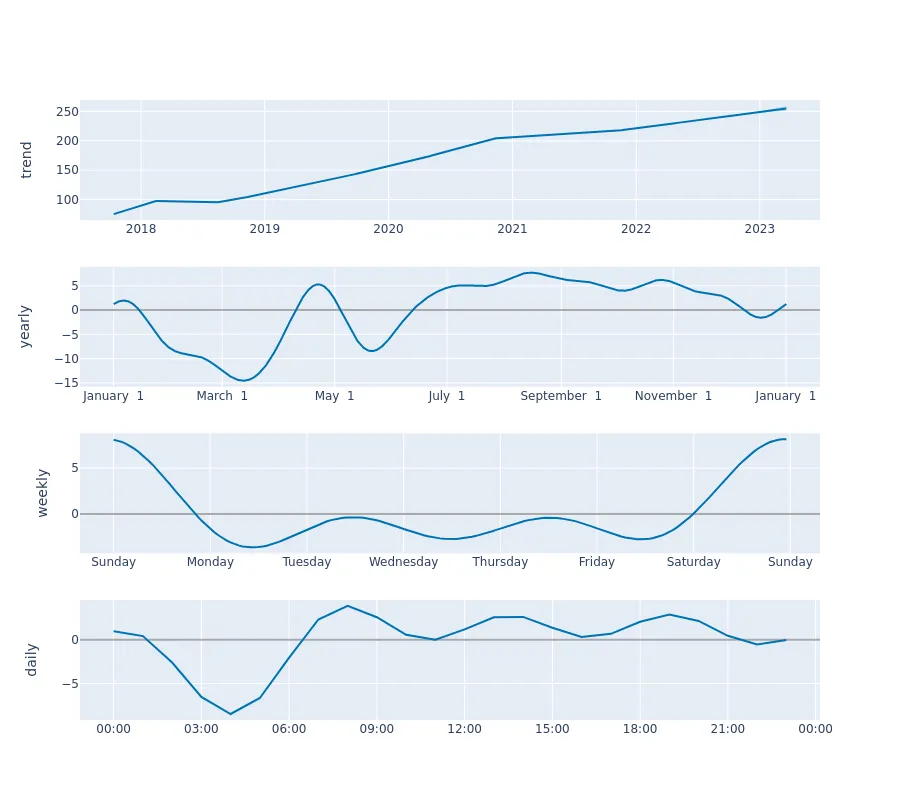 250
200
150
100
trend
2018 2019 2020 2021 2022 2023
5
0
−5
−10
−15
yearly
January 1 March 1 May 1 July 1 September 1 November 1 January 1
5
0
weekly
Sunday Monday Tuesday Wednesday Thursday Friday Saturday Sunday
0
−5
daily
00:00 03:00 06:00 09:00 12:00 15:00 18:00 21:00 00:00